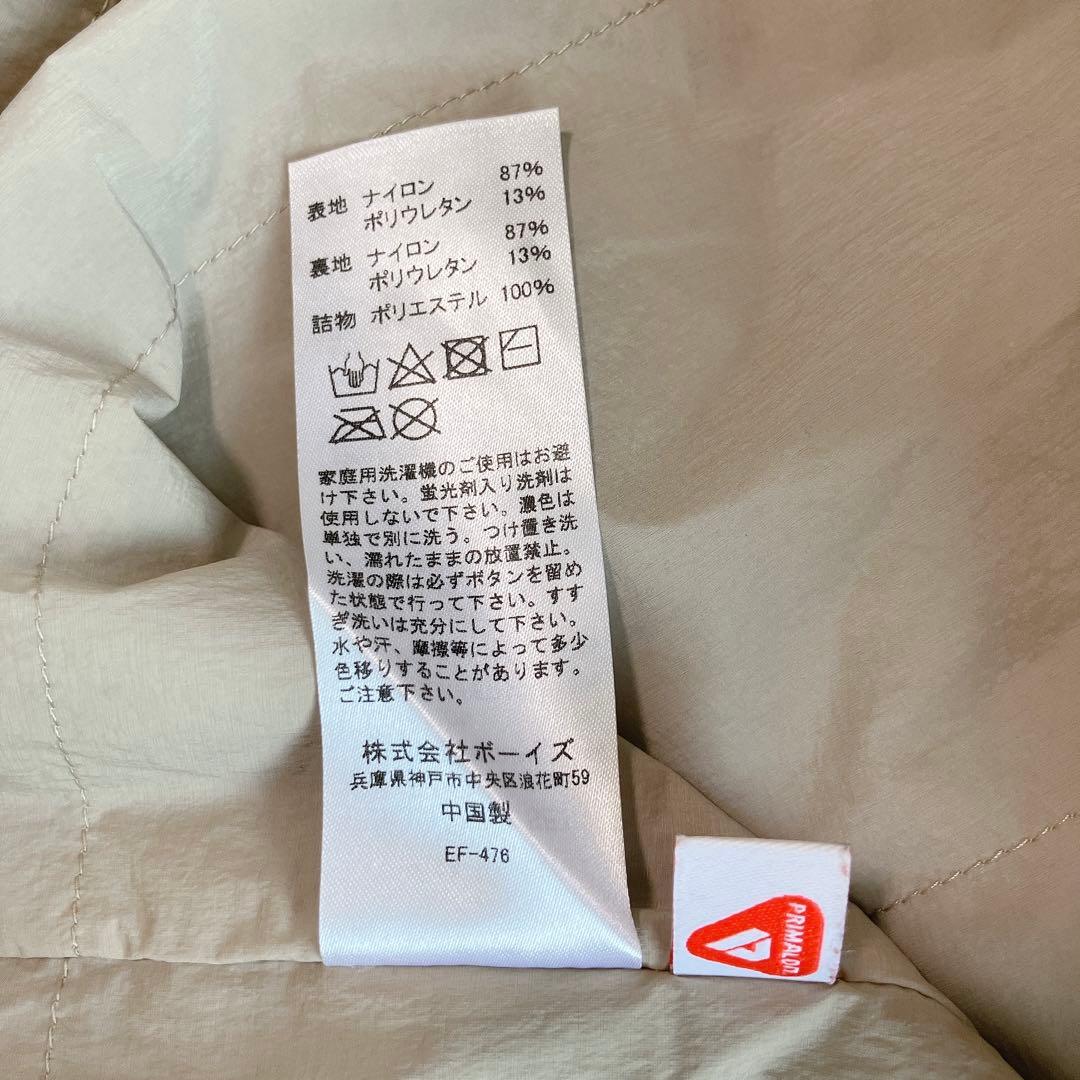 表地 ナイロン 87%
ポリウレタン 13%
裏地 ナイロン 87%
ポリウレタン 13%
詰物 ポリエステル 100%
家庭用洗濯機のご使用はお避
け下さい。蛍光剤入り洗剤は
使用しないで下さい。濃色は
単独で別に洗う。つけ置き洗
い、濡れたままの放置禁止。
洗濯の際は必ずボタンを留め
た状態で行って下さい。すす
ぎ洗いは充分にして下さい。
水や汗、摩擦等によって多少
色移りすることがあります。
ご注意下さい。
株式会社ボーイズ
兵庫県神戸市中央区浪花町59
中国製
EF-476
PRIMALOFT